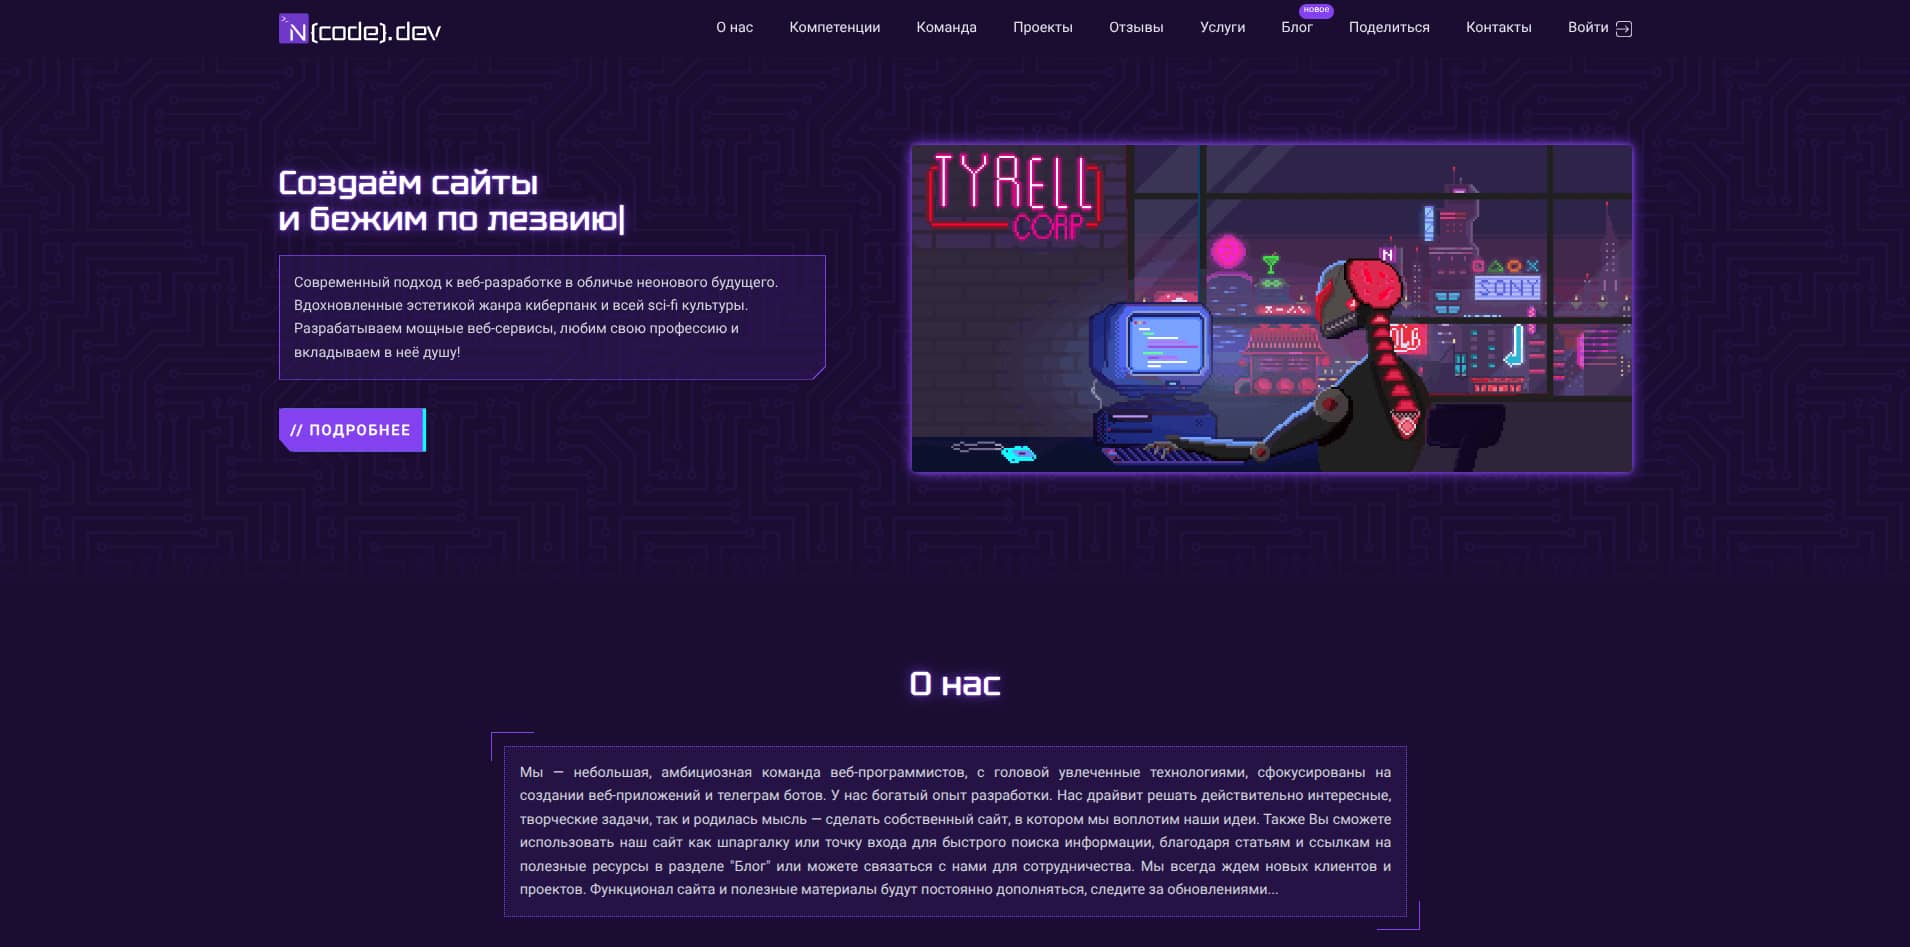 N{code}.dev
О нас
Компетенции
Команда
Проекты
Отзывы
Услуги
Блог
новое
Поделиться
Контакты
Войти
Создаём сайты
и бежим по лезвию|
Современный подход к веб-разработке в обличье неонового будущего.
Вдохновленные эстетикой жанра киберпанк и всей sci-fi культуры.
Разрабатываем мощные веб-сервисы, любим свою профессию и
вкладываем в неё душу!
// ПОДРОБНЕЕ
TYRELL
CORP
N
SONY
О нас
Мы — небольшая, амбициозная команда веб-программистов, с головой увлеченные технологиями, сфокусированы на
создании веб-приложений и телеграм ботов. У нас богатый опыт разработки. Нас драйвит решать действительно интересные,
творческие задачи, так и родилась мысль — сделать собственный сайт, в котором мы воплотим наши идеи. Также Вы сможете
использовать наш сайт как шпаргалку или точку входа для быстрого поиска информации, благодаря статьям и ссылкам на
полезные ресурсы в разделе "Блог" или можете связаться с нами для сотрудничества. Мы всегда ждем новых клиентов и
проектов. Функционал сайта и полезные материалы будут постоянно дополняться, следите за обновлениями...